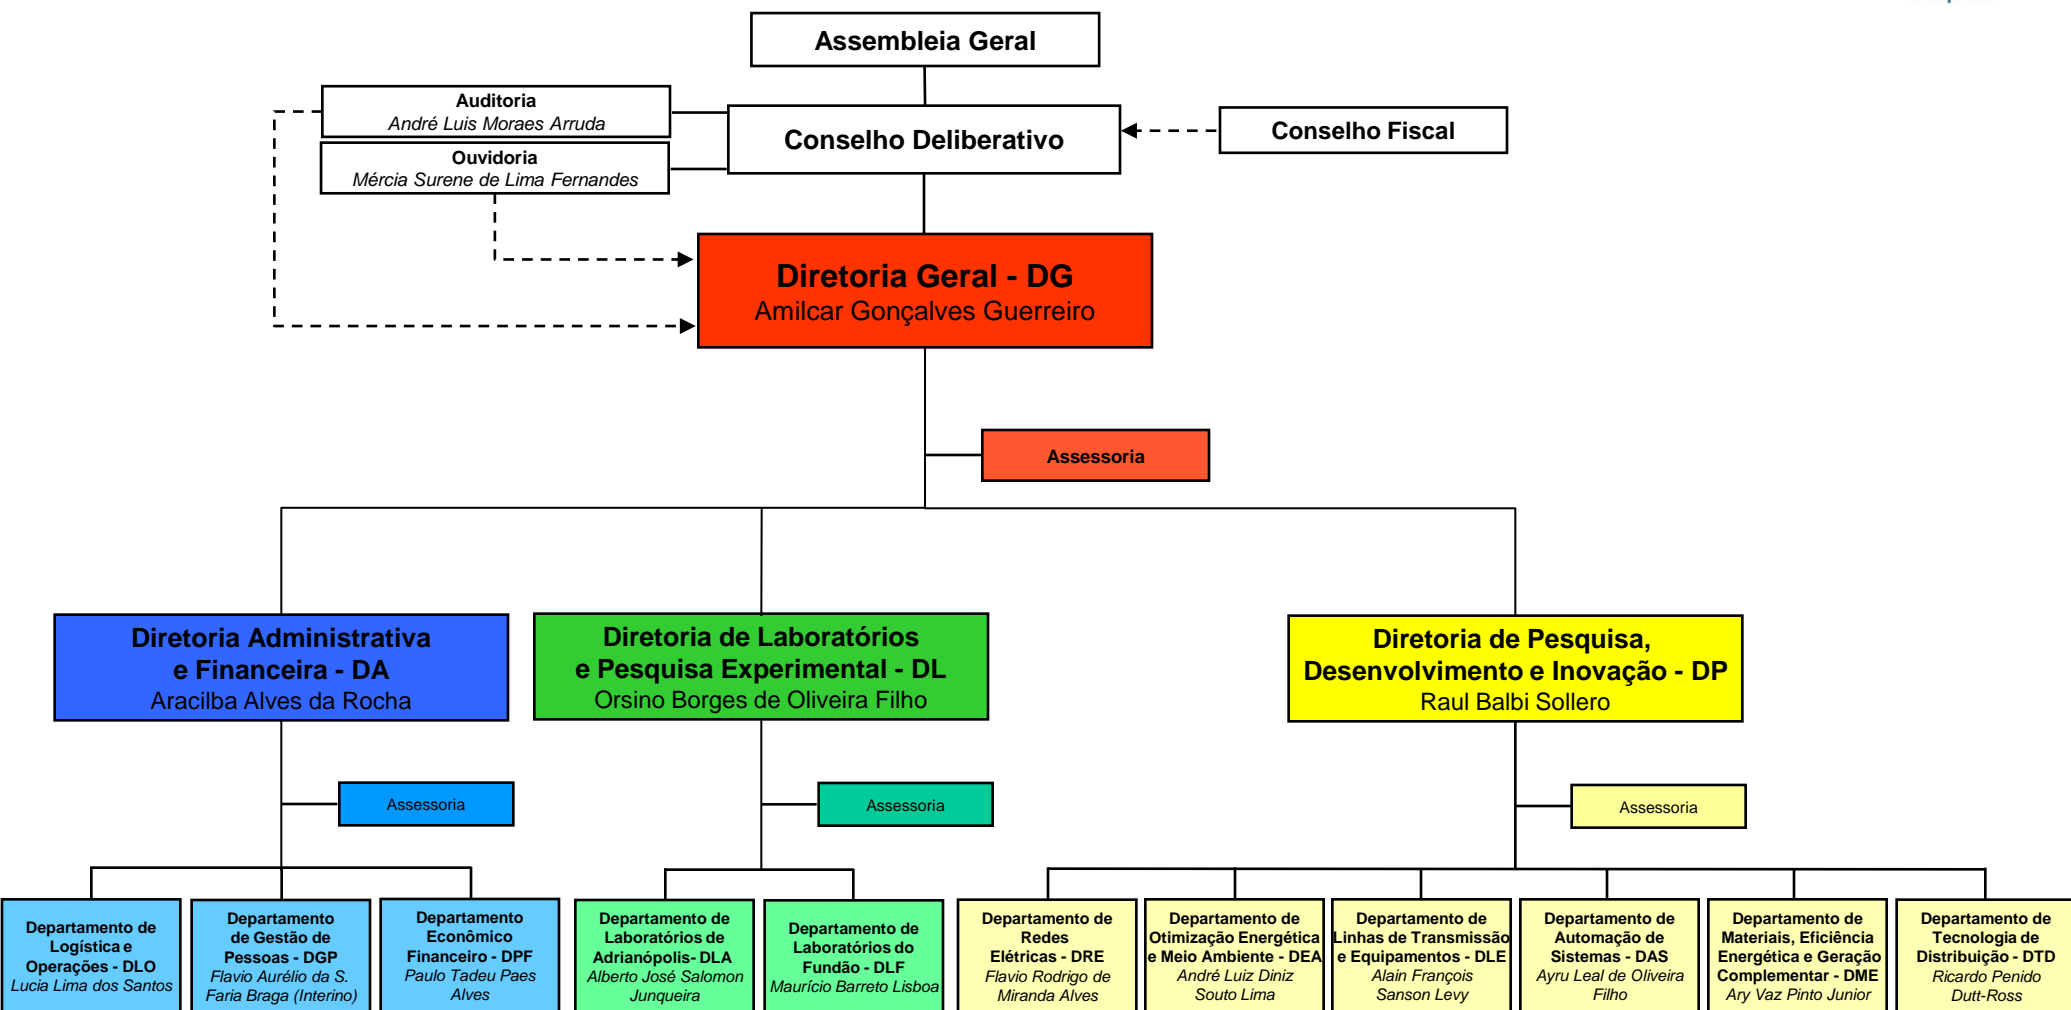 Assembleia Geral
Auditoria
André Luis Moraes Arruda
Ouvidoria
Mércia Surene de Lima Fernandes
Conselho Deliberativo
Conselho Fiscal
Diretoria Geral - DG
Amilcar Gonçalves Guerreiro
Assessoria
Diretoria Administrativa
e Financeira - DA
Aracilba Alves da Rocha
Diretoria de Laboratórios
e Pesquisa Experimental - DL
Orsino Borges de Oliveira Filho
Diretoria de Pesquisa,
Desenvolvimento e Inovação - DP
Raul Balbi Sollero
Assessoria
Assessoria
Assessoria
Departamento de
Logística e
Operações - DLO
Lucia Lima dos Santos
Departamento
de Gestão de
Pessoas - DGP
Flavio Aurélio da S.
Faria Braga (Interino)
Departamento
Econômico
Financeiro - DPF
Paulo Tadeu Paes
Alves
Departamento de
Laboratórios de
Adrianópolis- DLA
Alberto José Salomon
Junqueira
Departamento de
Laboratórios do
Fundão - DLF
Maurício Barreto Lisboa
Departamento de
Redes
Elétricas - DRE
Flavio Rodrigo de
Miranda Alves
Departamento de
Otimização Energética
e Meio Ambiente - DEA
André Luiz Diniz
Souto Lima
Departamento de
Linhas de Transmissão
e Equipamentos - DLE
Alain François
Sanson Levy
Departamento de
Automação de
Sistemas - DAS
Ayru Leal de Oliveira
Filho
Departamento de
Materiais, Eficiência
Energética e Geração
Complementar - DME
Ary Vaz Pinto Junior
Departamento de
Tecnologia de
Distribuição - DTD
Ricardo Penido
Dutt-Ross